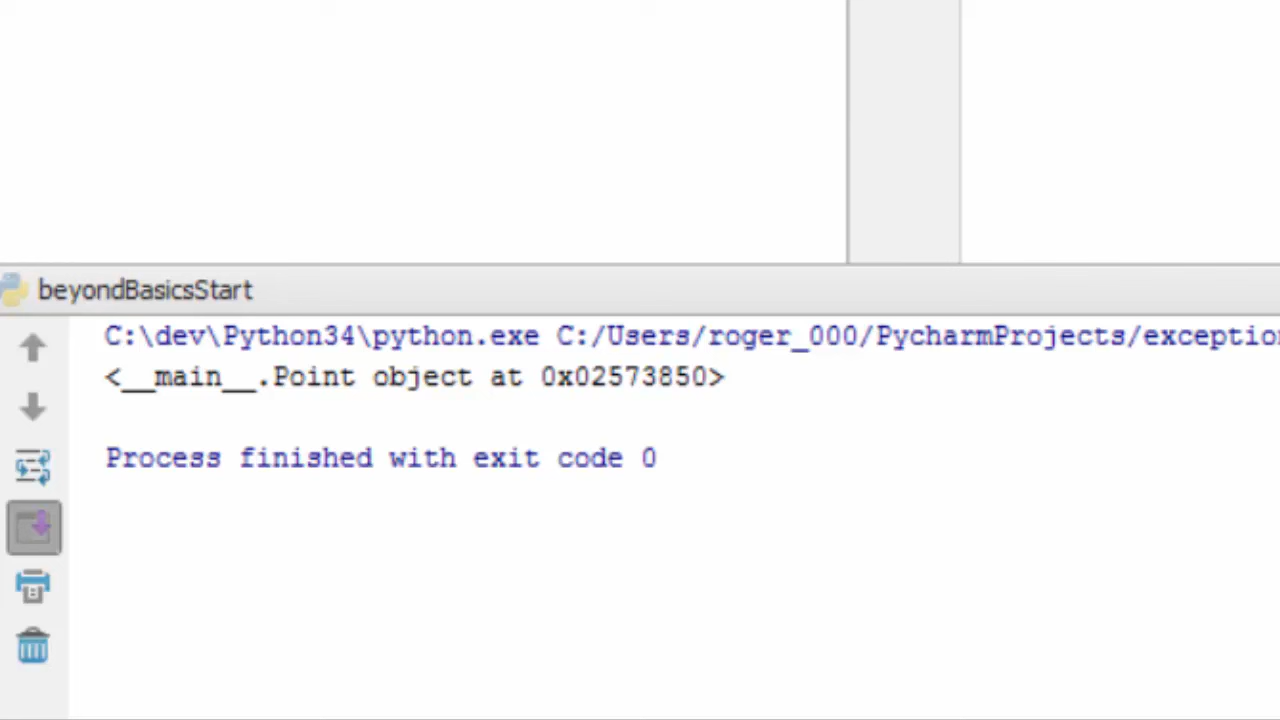 beyondBasicsStart
C:\dev\Python34\python.exe C:/Users/roger_000/PycharmProjects/exception
<__main__.Point object at 0x02573850>
Process finished with exit code 0